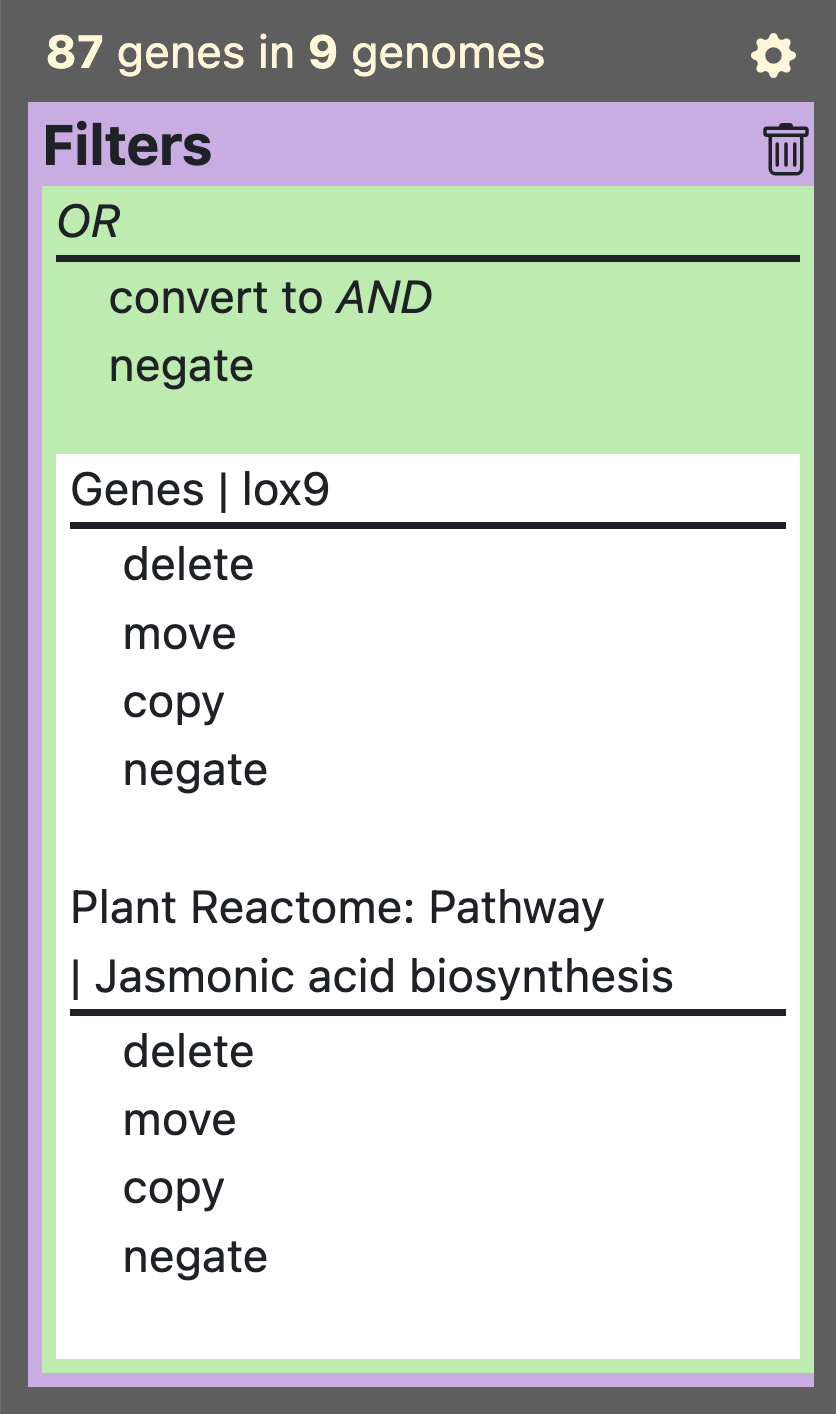 87 genes in 9 genomes
Filters
OR
convert to AND
negate
Genes | lox9
delete
move
copy
negate
Plant Reactome: Pathway
| Jasmonic acid biosynthesis
delete
move
copy
negate